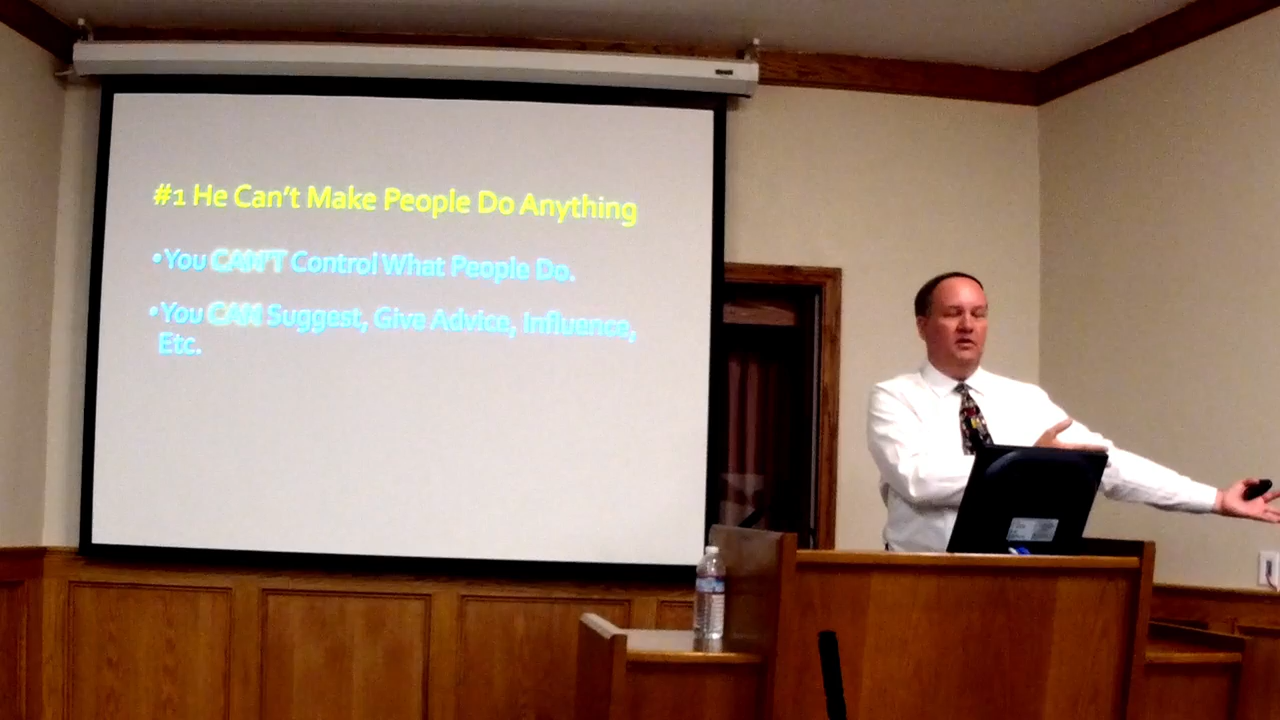 #1 He Can't Make People Do Anything
•You CAN'T Control What People Do.
•You CAN Suggest, Give Advice, Influence,
Etc.